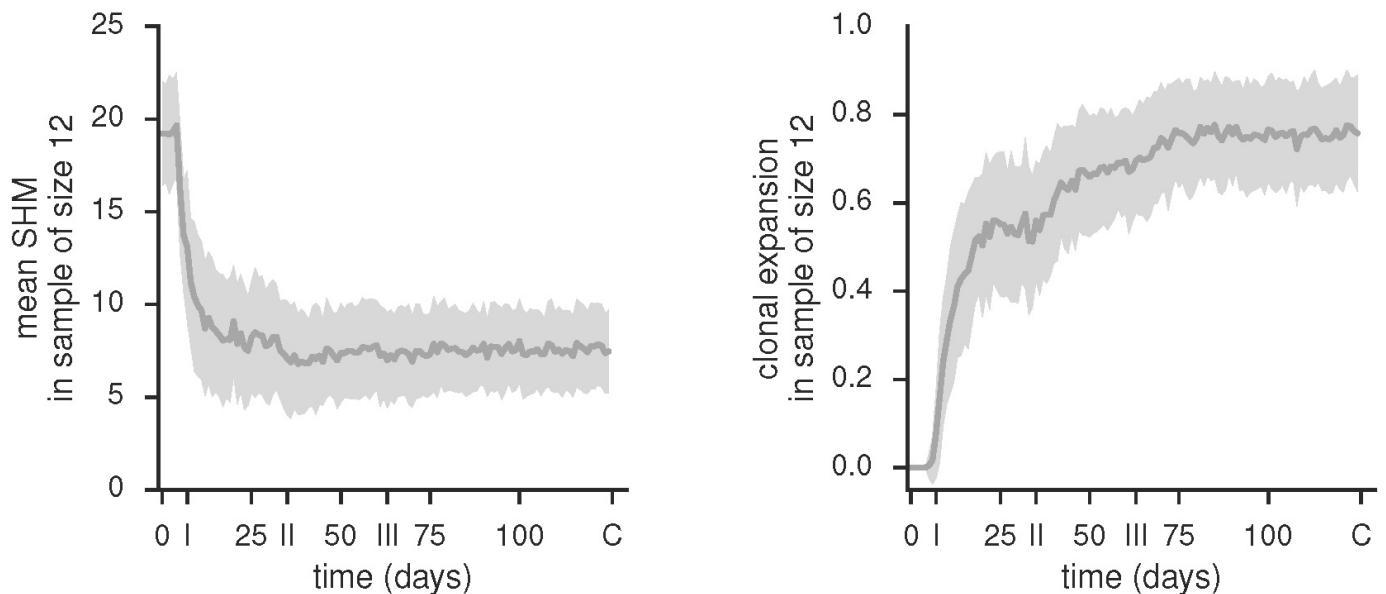 mean SHM
in sample of size 12
25
20
15
10
5
0
0 I 25 II 50 III 75 100 C
time (days)
clonal expansion
in sample of size 12
1.0
0.8
0.6
0.4
0.2
0.0
0 I 25 II 50 III 75 100 C
time (days)